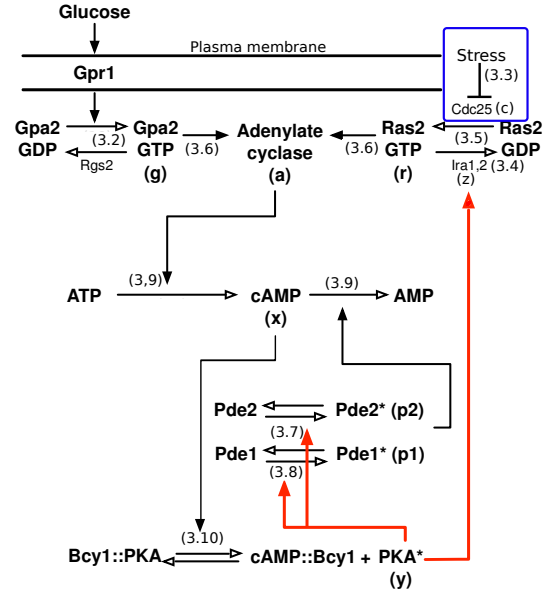 Glucose
Plasma membrane
Stress
Gpr1
(3.3)
Cdc25 (c)
Gpa2
Gpa2
Adenylate
Ras2
Ras2
(3.2)
(3.6)
(3.6)
(3.5)
GDP
GTP
cyclase
GTP
GDP
Rgs2
Ira1,2 (3.4)
(g)
(a)
(r)
(z)
(3,9)
(3.9)
ATP
cAMP
AMP
(x)
Pde2
Pde2* (p2)
(3.7)
Pde1
Pde1* (p1)
(3.8)
(3.10)
Bcy1::PKA
cAMP::Bcy1 + PKA*
(y)